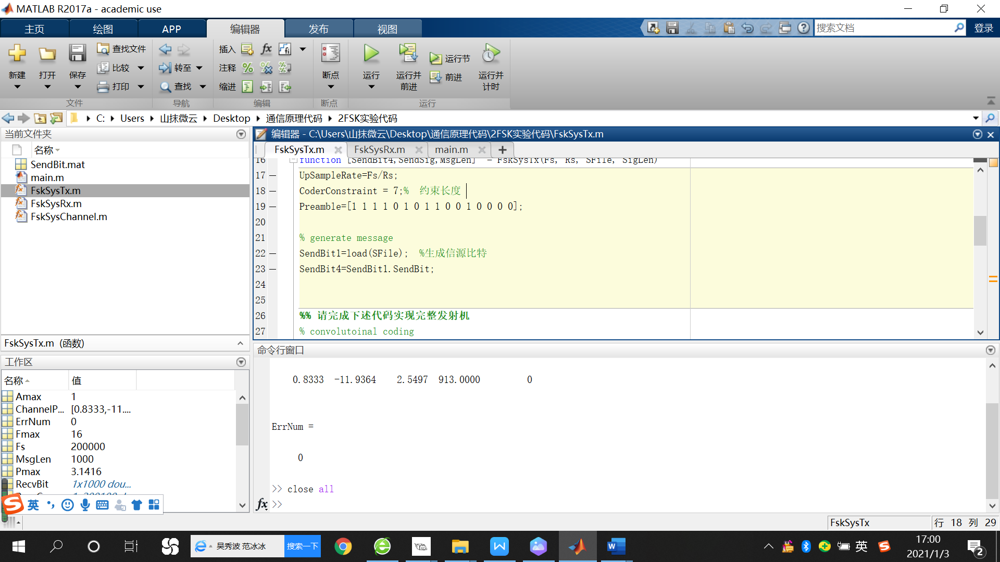 MATLAB R2017a - academic use
主页 绘图 APP 编辑器 发布 视图 搜索文档 登录
查找文件 插入 fx fi
比较 转至 注释 运行节
新建 打开 保存 断点 运行 运行并前进 前进 运行并计时
打印 查找 缩进
文件 导航 编辑 断点 运行
C: Users 山抹微云 Desktop 通信原理代码 2FSK实验代码
当前文件夹
名称
SendBit.mat
main.m
FskSysTx.m
FskSysRx.m
FskSysChannel.m
FskSysTx.m (函数)
工作区
名称 值
Amax 1
ChannelP... [0.8333,-11....
ErrNum 0
Fmax 16
Fs 200000
MsgLen 1000
Pmax 3.1416
RecvBit 1x1000 dou...
英
编辑器 - C:\Users\山抹微云\Desktop\通信原理代码\2FSK实验代码\FskSysTx.m
FskSysTx.m FskSysRx.m main.m
16 function [SendBit4,SendSig,MsgLen] = FskSysTx(Fs, Rs, SFile, SigLen)
17 UpSampleRate=Fs/Rs;
18 CoderConstraint = 7;% 约束长度
19 Preamble=[1 1 1 1 0 1 0 1 1 0 0 1 0 0 0 0];
20
21 % generate message
22 SendBit1=load(SFile); %生成信源比特
23 SendBit4=SendBit1.SendBit;
24
25
26 %% 请完成下述代码实现完整发射机
27 % convolutoinal coding
命令行窗口
0.8333 -11.9364 2.5497 913.0000 0
ErrNum =
0
>> close all
fx >>
FskSysTx 行 18 列 29
吴秀波 范冰冰 搜索一下 英 17:00
2021/1/3 2